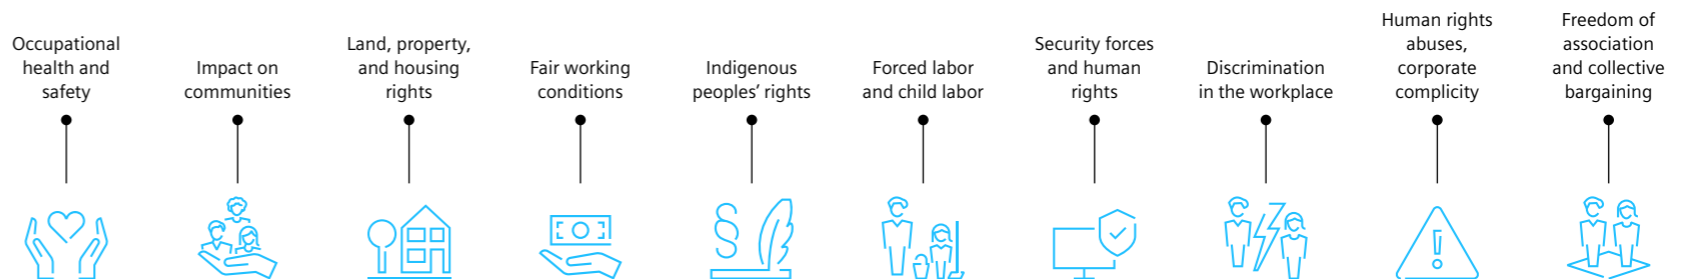 Occupational
health and
safety
Impact on
communities
Land, property,
and housing
rights
Fair working
conditions
Indigenous
peoples’ rights
Forced labor
and child labor
Security forces
and human
rights
Discrimination
in the workplace
Human rights
abuses,
corporate
complicity
Freedom of
association
and collective
bargaining